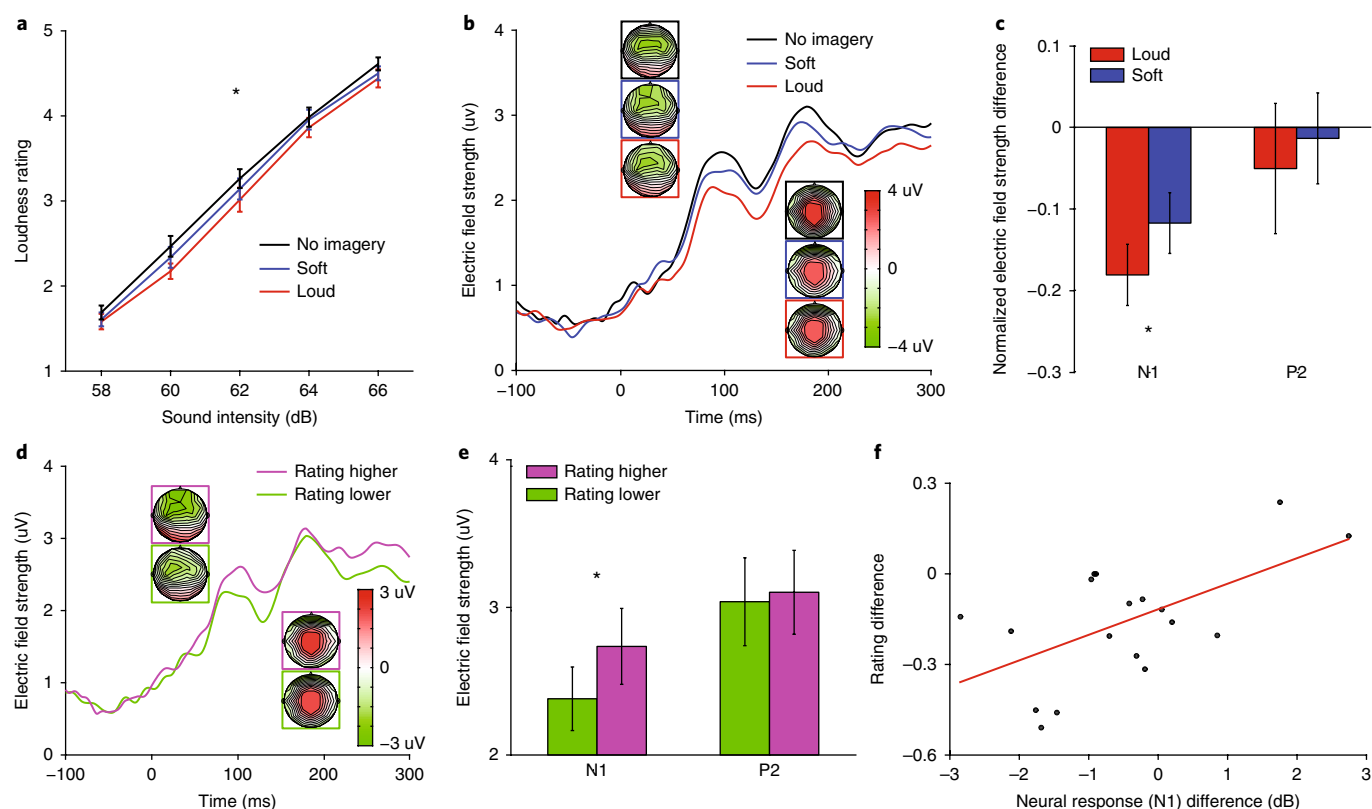 a
Loudness rating
5
4
3
2
1
*
No imagery
Soft
Loud
58 60 62 64 66
Sound intensity (dB)
b
Electric field strength (uv)
4
3
2
1
0
No imagery
Soft
Loud
4 uV
0
−4 uV
−100 0 100 200 300
Time (ms)
c
Normalized electric field strength difference
0.1
0
−0.1
−0.2
−0.3
Loud
Soft
*
N1 P2
d
Electric field strength (uV)
4
3
2
1
0
Rating higher
Rating lower
3 uV
0
−3 uV
−100 0 100 200 300
Time (ms)
e
Electric field strength (uV)
4
3
2
Rating higher
Rating lower
*
N1 P2
f
Rating difference
0.3
0
−0.3
−0.6
−3 −2 −1 0 1 2 3
Neural response (N1) difference (dB)